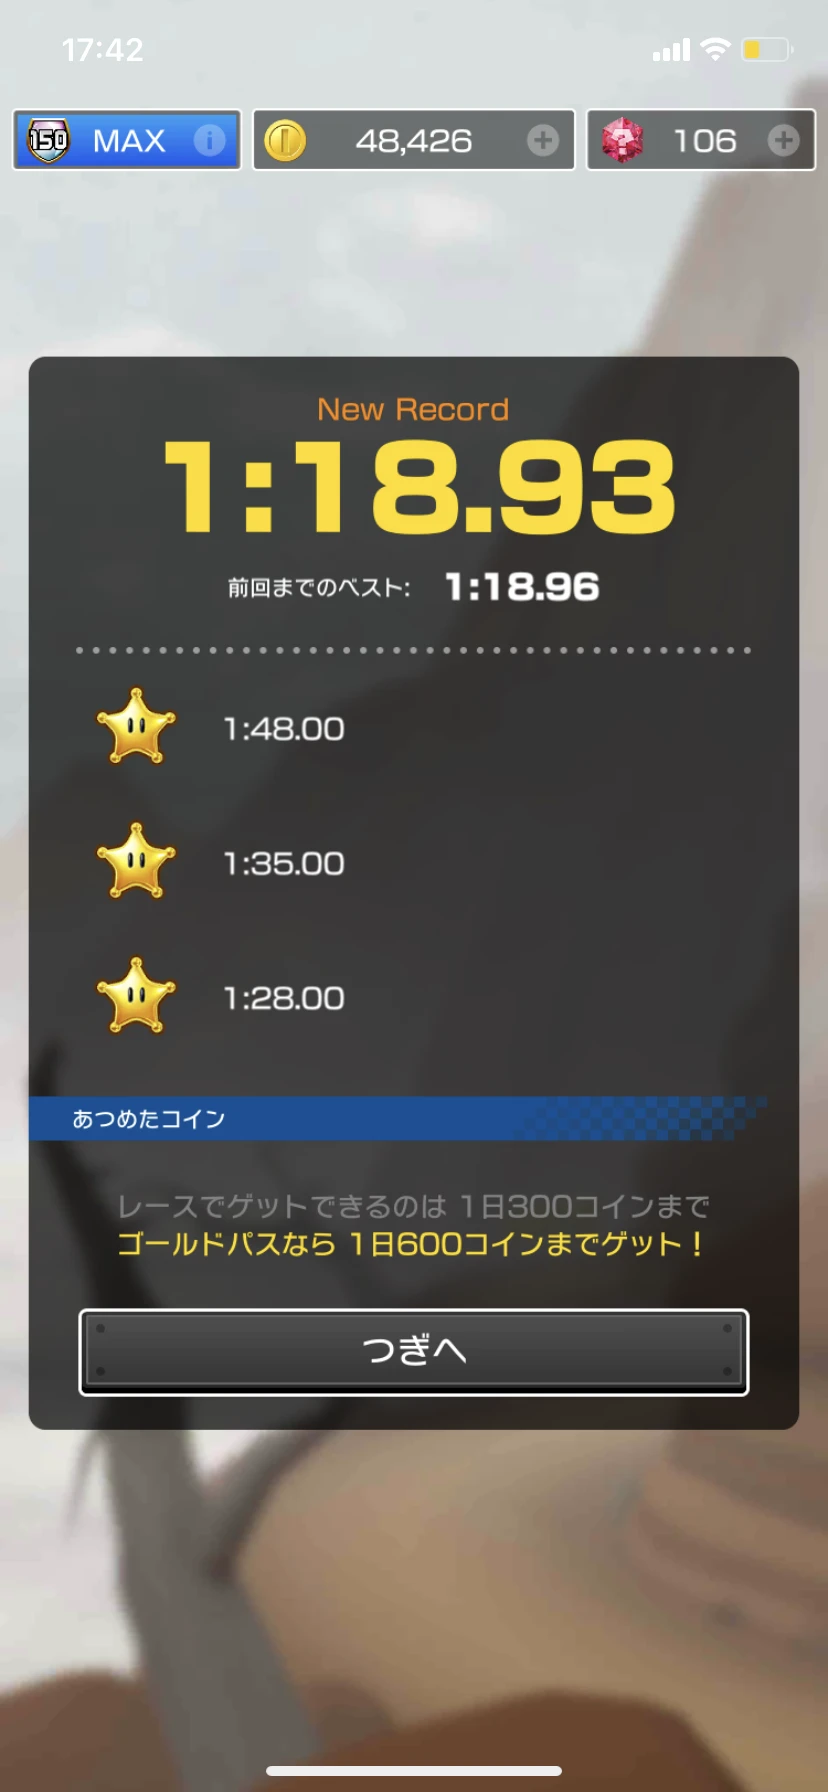 17:42
150 MAX i 48,426 + 106 +
New Record
1:18.93
前回までのベスト: 1:18.96
1:48.00
1:35.00
1:28.00
あつめたコイン
レースでゲットできるのは 1日300コインまで
ゴールドパスなら 1日600コインまでゲット！
つぎへ